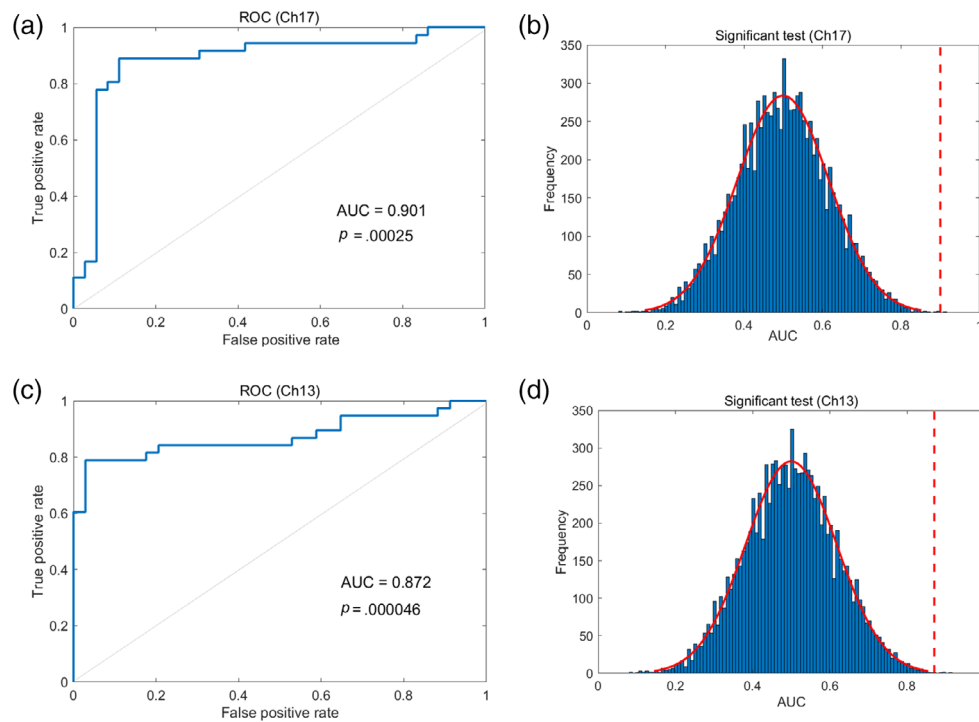 (a)
ROC (Ch17)
True positive rate
1
0.8
0.6
0.4
0.2
0
AUC = 0.901
p =.00025
0 0.2 0.4 0.6 0.8 1
False positive rate
(b)
Significant test (Ch17)
Frequency
350
300
250
200
150
100
50
0
0 0.2 0.4 0.6 0.8 1
AUC
(c)
ROC (Ch13)
True positive rate
1
0.8
0.6
0.4
0.2
0
AUC = 0.872
p =.000046
0 0.2 0.4 0.6 0.8 1
False positive rate
(d)
Significant test (Ch13)
Frequency
350
300
250
200
150
100
50
0
0 0.2 0.4 0.6 0.8
AUC